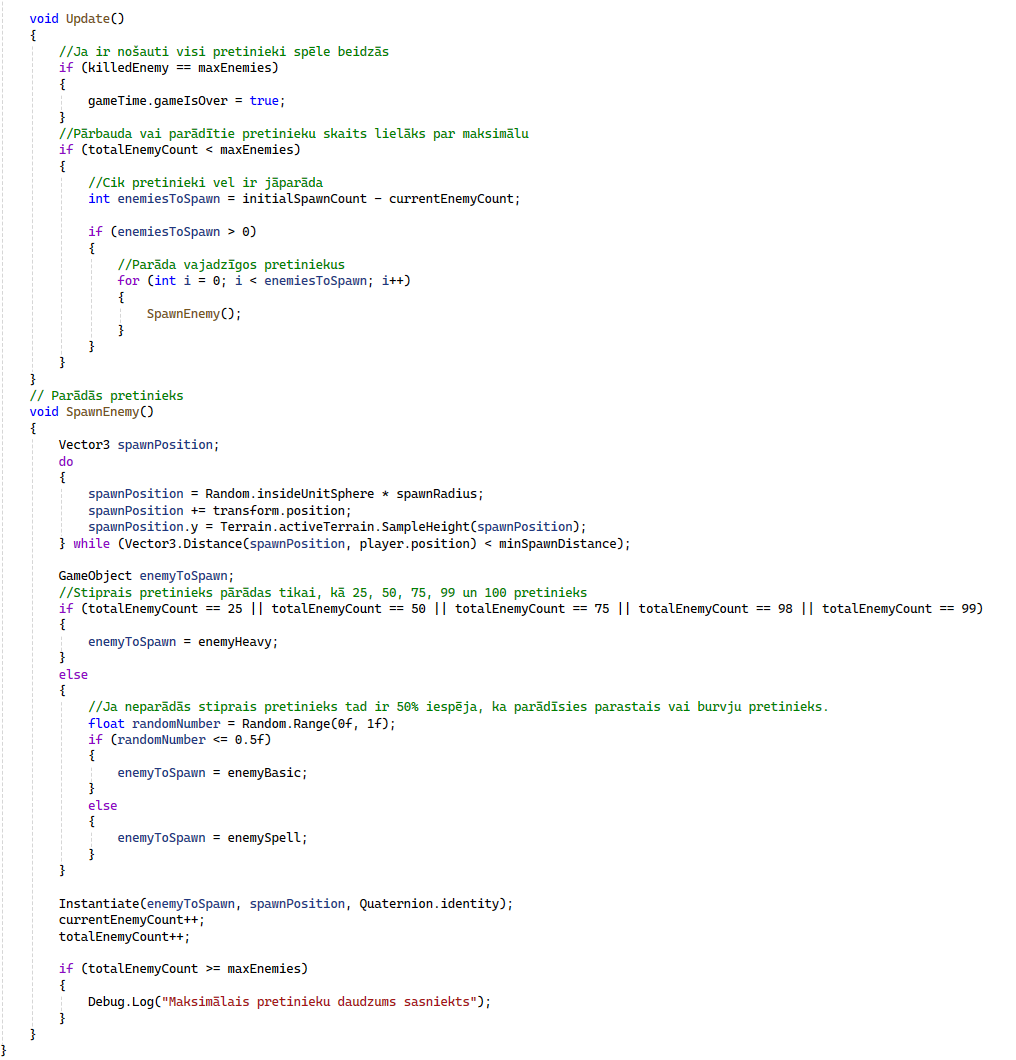 void Update()
{
//Ja ir nošauti visi pretinieki spēle beidzās
if (killedEnemy == maxEnemies)
{
gameTime.gameIsOver = true;
}
//Pārbauda vai parādītie pretinieku skaits lielāks par maksimālu
if (totalEnemyCount < maxEnemies)
{
//Cik pretinieki vel ir jāparāda
int enemiesToSpawn = initialSpawnCount - currentEnemyCount;
if (enemiesToSpawn > 0)
{
//Parāda vajadzīgos pretiniekus
for (int i = 0; i < enemiesToSpawn; i++)
{
SpawnEnemy();
}
}
}
}
// Parādās pretinieks
void SpawnEnemy()
{
Vector3 spawnPosition;
do
{
spawnPosition = Random.insideUnitSphere * spawnRadius;
spawnPosition += transform.position;
spawnPosition.y = Terrain.activeTerrain.SampleHeight(spawnPosition);
} while (Vector3.Distance(spawnPosition, player.position) < minSpawnDistance);
GameObject enemyToSpawn;
//Stiprais pretinieks pārādas tikai, kā 25, 50, 75, 99 un 100 pretinieks
if (totalEnemyCount == 25 || totalEnemyCount == 50 || totalEnemyCount == 75 || totalEnemyCount == 98 || totalEnemyCount == 99)
{
enemyToSpawn = enemyHeavy;
}
else
{
//Ja neparādās stiprais pretinieks tad ir 50% iespēja, ka parādīsies parastais vai burvju pretinieks.
float randomNumber = Random.Range(0f, 1f);
if (randomNumber <= 0.5f)
{
enemyToSpawn = enemyBasic;
}
else
{
enemyToSpawn = enemySpell;
}
}
Instantiate(enemyToSpawn, spawnPosition, Quaternion.identity);
currentEnemyCount++;
totalEnemyCount++;
if (totalEnemyCount >= maxEnemies)
{
Debug.Log("Maksimālais pretinieku daudzums sasniekts");
}
}
}